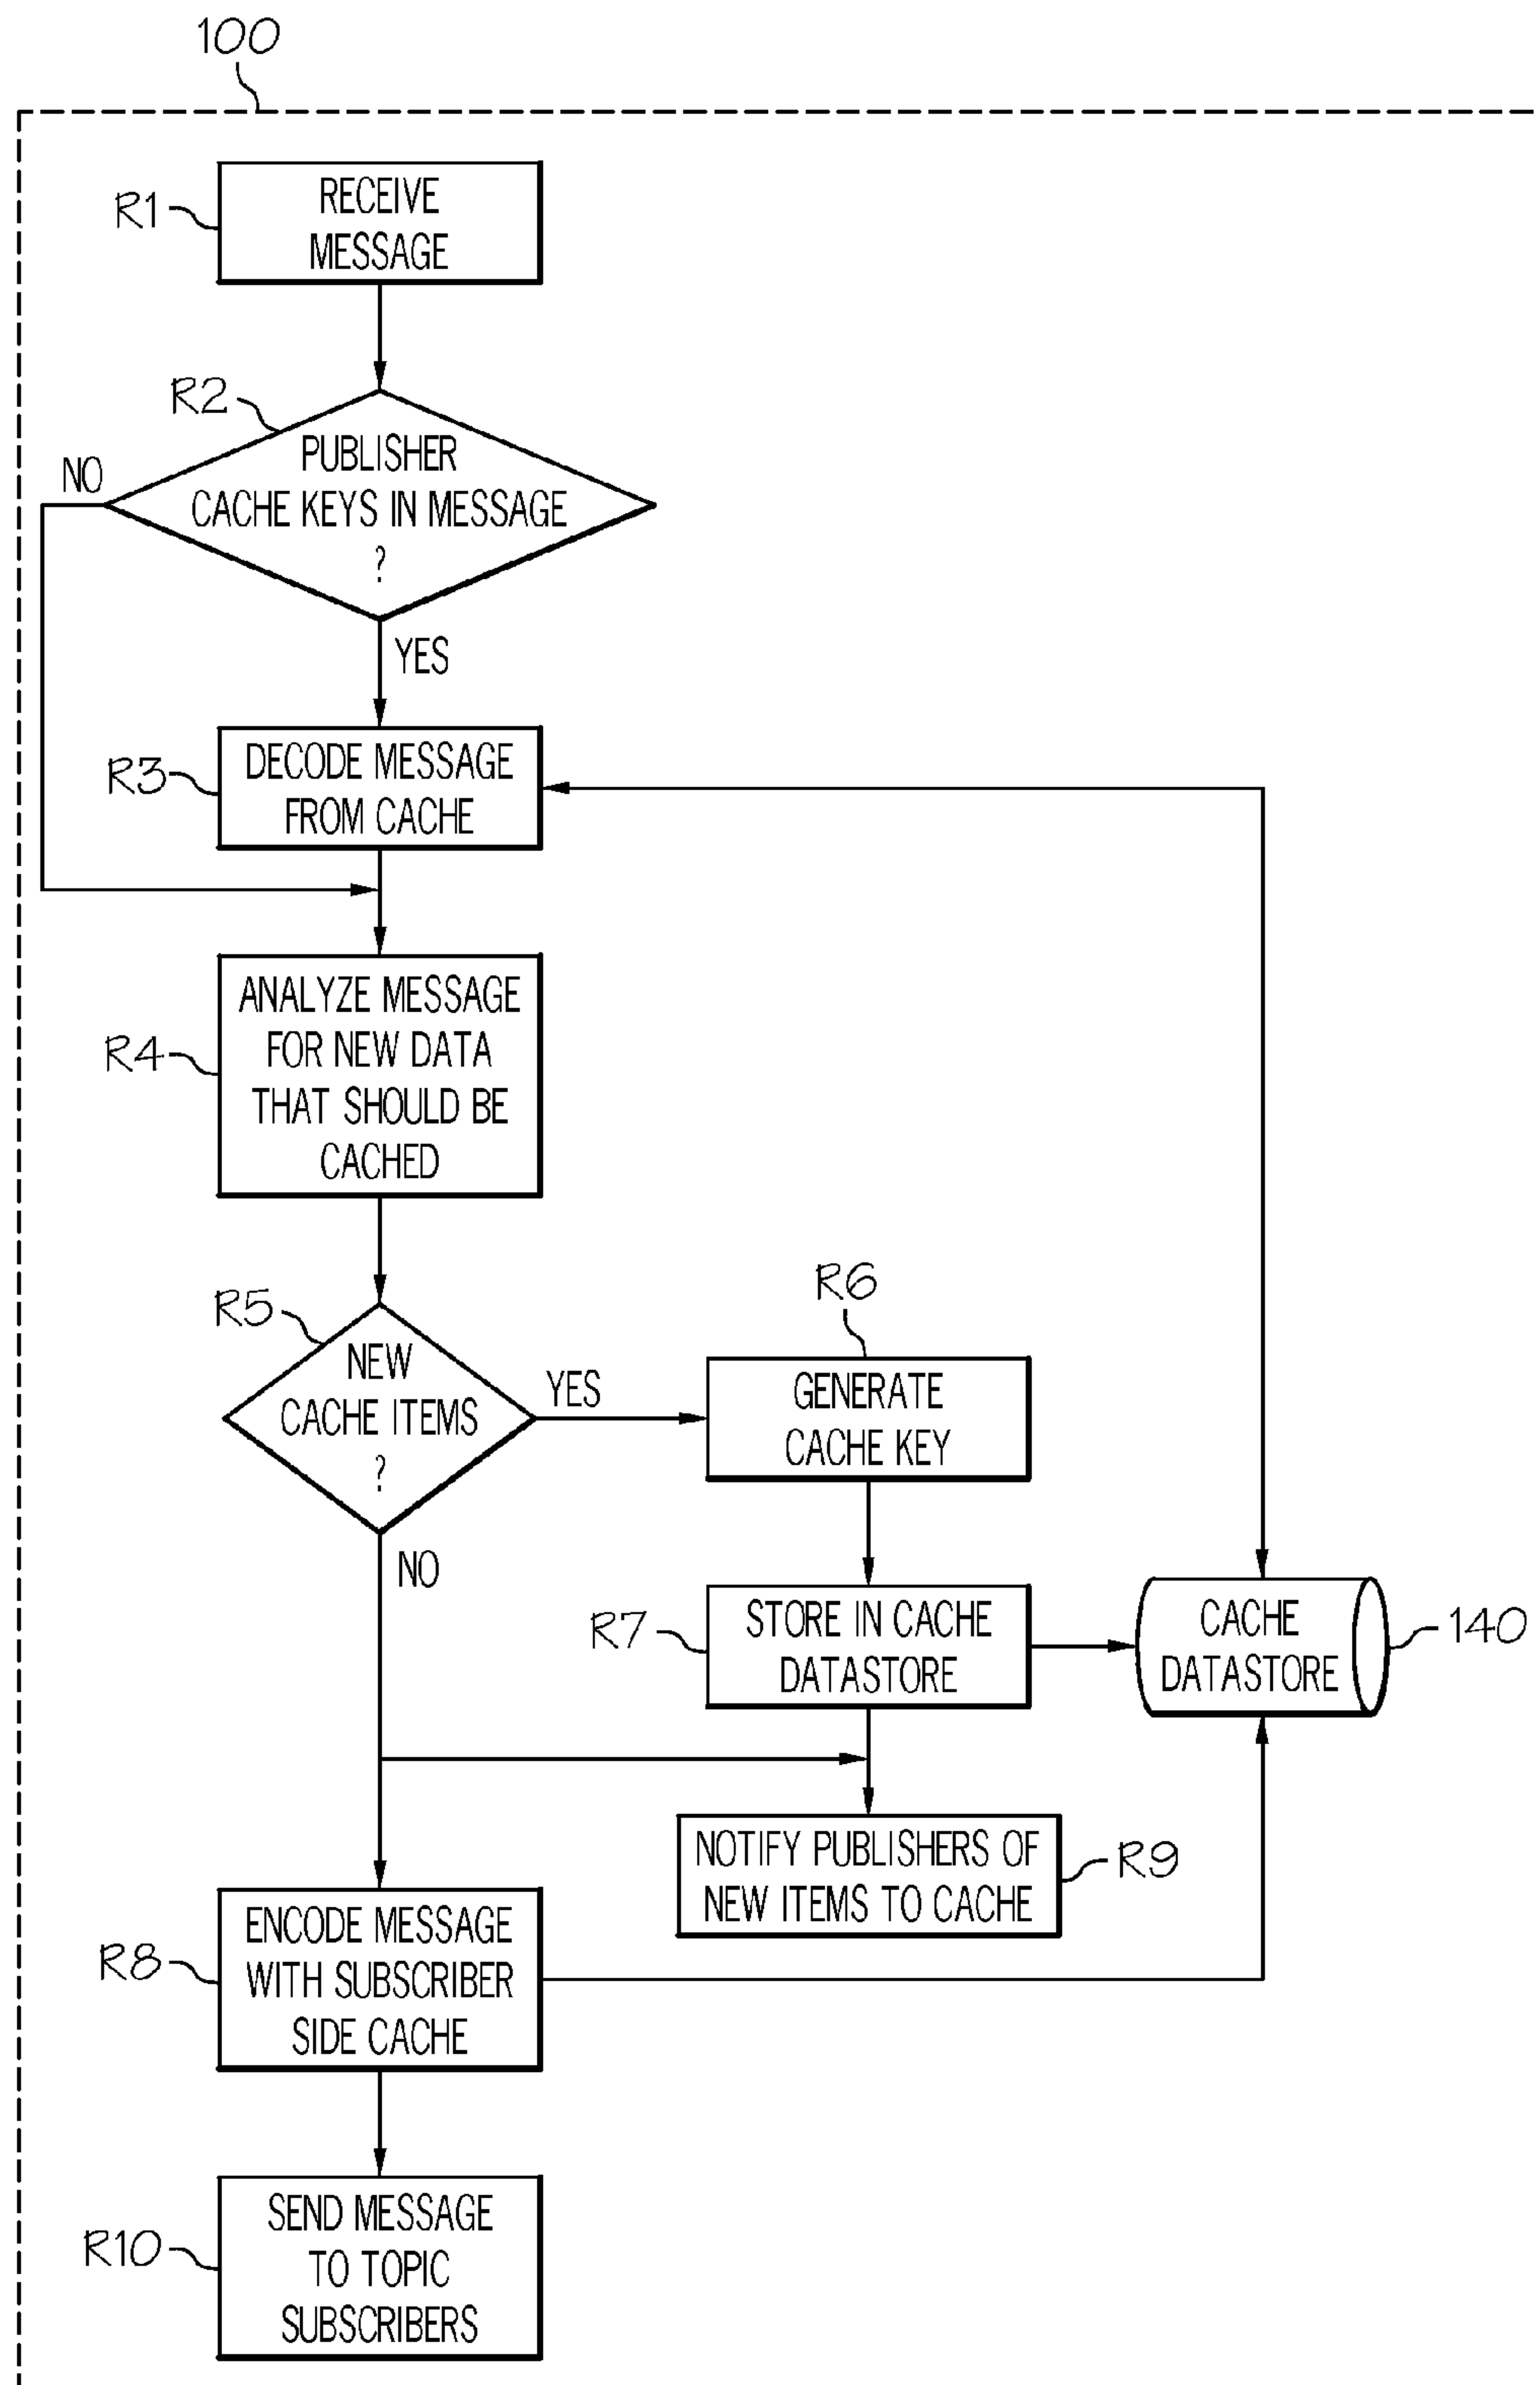 100
R1
RECEIVE
MESSAGE
R2
PUBLISHER
CACHE KEYS IN MESSAGE
?
NO
YES
R3
DECODE MESSAGE
FROM CACHE
R4
ANALYZE MESSAGE
FOR NEW DATA
THAT SHOULD BE
CACHED
R5
NEW
CACHE ITEMS
?
YES
NO
R6
GENERATE
CACHE KEY
R7
STORE IN CACHE
DATASTORE
CACHE
DATASTORE
140
NOTIFY PUBLISHERS OF
NEW ITEMS TO CACHE
R9
R8
ENCODE MESSAGE
WITH SUBSCRIBER
SIDE CACHE
R10
SEND MESSAGE
TO TOPIC
SUBSCRIBERS